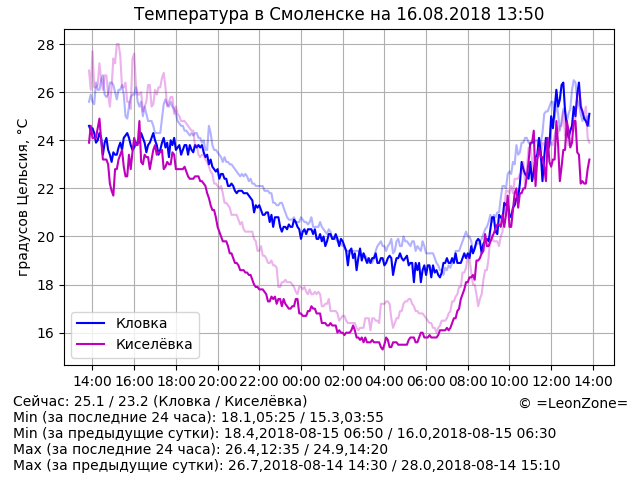 Температура в Смоленске на 16.08.2018 13:50
28
26
24
22
20
18
16
градусов Цельсия, °C
Кловка
Киселёвка
14:00 16:00 18:00 20:00 22:00 00:00 02:00 04:00 06:00 08:00 10:00 12:00 14:00
Сейчас: 25.1 / 23.2 (Кловка / Киселёвка)
© =LeonZone=
Min (за последние 24 часа): 18.1,05:25 / 15.3,03:55
Min (за предыдущие сутки): 18.4,2018-08-15 06:50 / 16.0,2018-08-15 06:30
Max (за последние 24 часа): 26.4,12:35 / 24.9,14:20
Max (за предыдущие сутки): 26.7,2018-08-14 14:30 / 28.0,2018-08-14 15:10